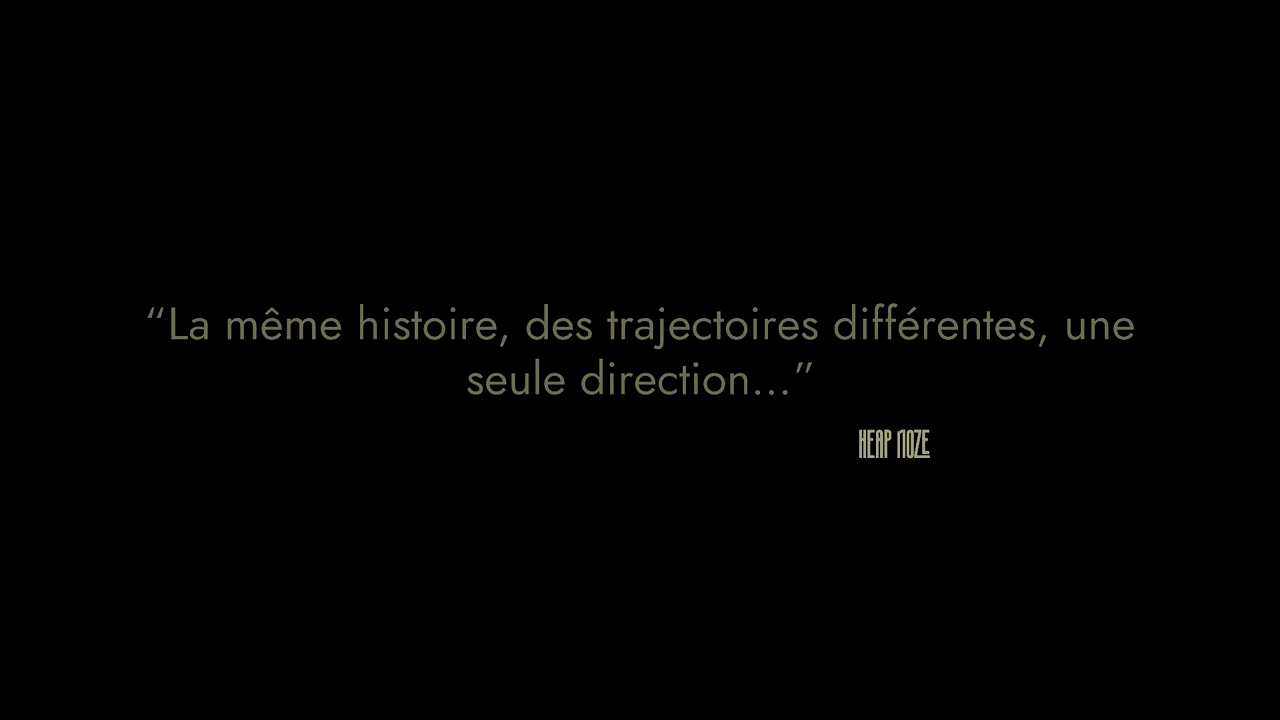 “La même histoire, des trajectoires différentes, une
seule direction...”
HEAP NOZE